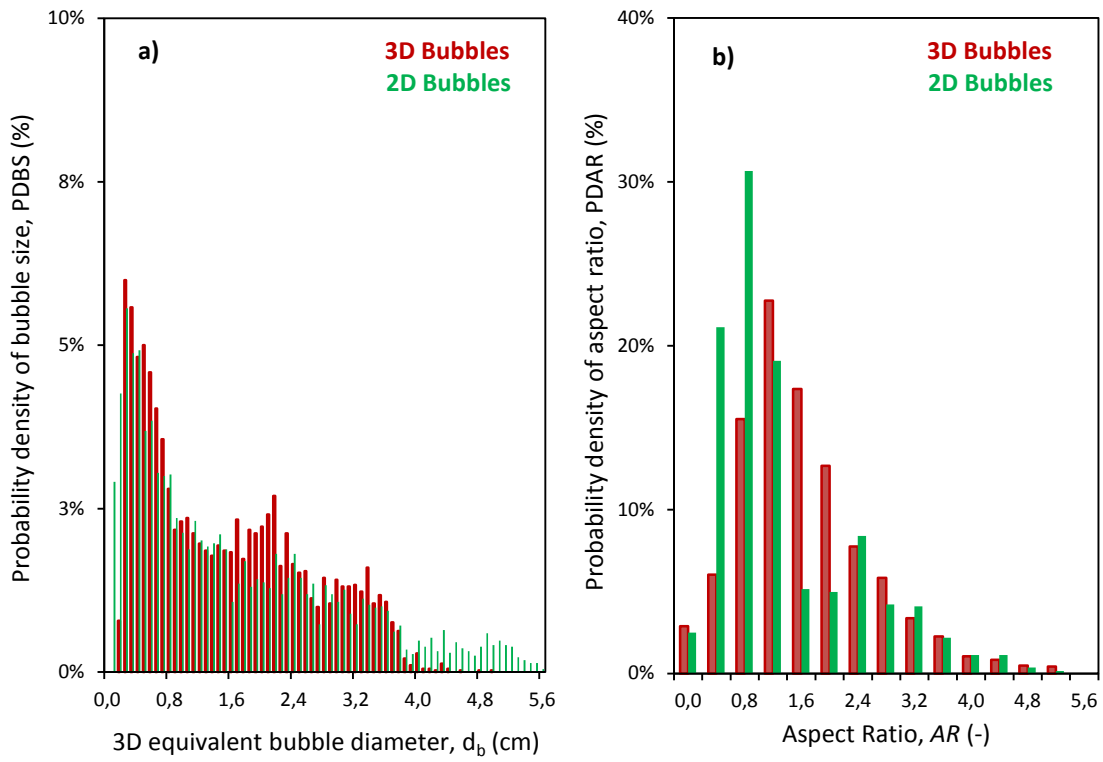 a)
3D Bubbles
2D Bubbles
Probability density of bubble size, PDBS (%)
10%
8%
5%
3%
0%
0,0 0,8 1,6 2,4 3,2 4,0 4,8 5,6
3D equivalent bubble diameter, db (cm)
b)
3D Bubbles
2D Bubbles
Probability density of aspect ratio, PDAR (%)
40%
30%
20%
10%
0%
0,0 0,8 1,6 2,4 3,2 4,0 4,8 5,6
Aspect Ratio, AR (-)